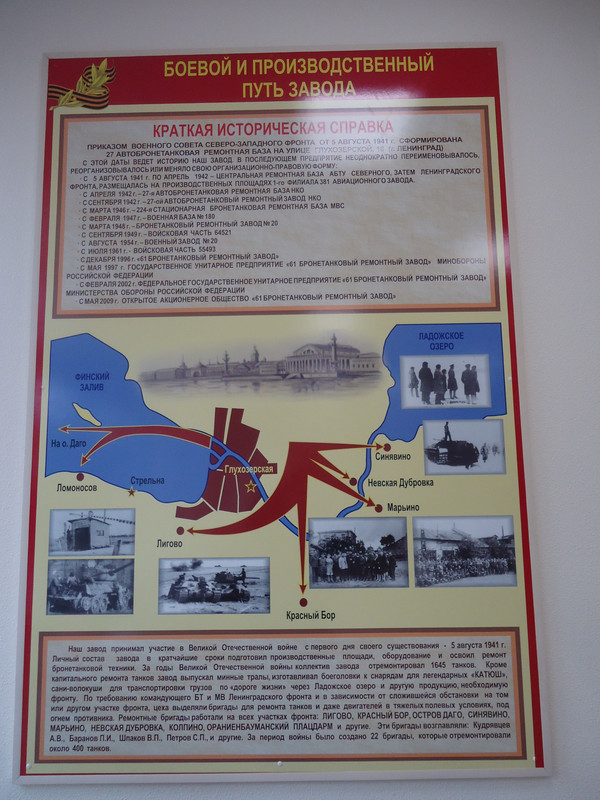 БОЕВОЙ И ПРОИЗВОДСТВЕННЫЙ
ПУТЬ ЗАВОДА
КРАТКАЯ ИСТОРИЧЕСКАЯ СПРАВКА
ПРИКАЗОМ ВОЕННОГО СОВЕТА СЕВЕРО-ЗАПАДНОГО ФРОНТА ОТ 5 АВГУСТА 1941 Г. СФОРМИРОВАНА
27 АВТОБРОНЕТАНКОВАЯ РЕМОНТНАЯ БАЗА НА УЛИЦЕ ГЛУХОЗЕРСКОЙ, 16 (г. ЛЕНИНГРАД)
- С ЭТОЙ ДАТЫ ВЕДЕТ ИСТОРИЮ НАШ ЗАВОД. В ПОСЛЕДУЮЩЕМ ПРЕДПРЯТИЕ НЕОДНОКРАТНО ПЕРЕИМЕНОВЫВАЛОСЬ,
РЕОРГАНИЗОВЫВАЛОСЬ ИЛИ МЕНЯЛО СВОЮ ОРГАНИЗАЦИОННО-ПРАВОВУЮ ФОРМУ:
- С 5 АВГУСТА 1941 Г. ПО АПРЕЛЬ 1942 – ЦЕНТРАЛЬНАЯ РЕМОНТНАЯ БАЗА АБТУ СЕВЕРНОГО, ЗАТЕМ ЛЕНИНГРАДСКОГО
ФРОНТА, РАЗМЕЩАЛАСЬ НА ПРОИЗВОДСТВЕННЫХ ПЛОЩАДЯХ 1-го ФИЛИАЛА 381 АВИАЦИОННОГО ЗАВОДА.
- С АПРЕЛЯ 1942 Г. – 27-я АВТОБРОНЕТАНКОВАЯ РЕМОНТНАЯ БАЗА НКО
- С СЕНТЯБРЯ 1942 Г. – 27-ой АВТОБРОНЕТАНКОВЫЙ РЕМОНТНЫЙ ЗАВОД НКО
- С МАРТА 1946 Г. – 224-я СТАЦИОНАРНАЯ БРОНЕТАНКОВАЯ РЕМОНТНАЯ БАЗА МВС
- С ФЕВРАЛЯ 1947 Г. – ВОЕННАЯ БАЗА № 180
- С МАРТА 1948 Г. – БРОНЕТАНКОВЫЙ РЕМОНТНЫЙ ЗАВОД № 20
- С СЕНТЯБРЯ 1949 Г. – ВОЙСКОВАЯ ЧАСТЬ 64521
- С АВГУСТА 1954 Г. – ВОЕННЫЙ ЗАВОД № 20
- С ИЮЛЯ 1961 Г. - ВОЙСКОВАЯ ЧАСТЬ 55493
- С ДЕКАБРЯ 1996 Г. «61 БРОНЕТАНКОВЫЙ РЕМОНТНЫЙ ЗАВОД»
- С МАЯ 1997 Г. ГОСУДАРСТВЕННОЕ УНИТАРНОЕ ПРЕДПРИЯТИЕ «61 БРОНЕТАНКОВЫЙ РЕМОНТНЫЙ ЗАВОД» МИНОБОРОНЫ
РОССИЙСКОЙ ФЕДЕРАЦИИ
- С ФЕВРАЛЯ 2002 Г. ФЕДЕРАЛЬНОЕ ГОСУДАРСТВЕННОЕ УНИТАРНОЕ ПРЕДПРИЯТИЕ «61 БРОНЕТАНКОВЫЙ РЕМОНТНЫЙ ЗАВОД»
МИНИСТЕРСТВА ОБОРОНЫ РОССИЙСКОЙ ФЕДЕРАЦИИ
- С МАЯ 2009 Г. ОТКРЫТОЕ АКЦИОНЕРНОЕ ОБЩЕСТВО «61 БРОНЕТАНКОВЫЙ РЕМОНТНЫЙ ЗАВОД»
ЛАДОЖСКОЕ
ОЗЕРО
ФИНСКИЙ
ЗАЛИВ
На о. Даго
Синявино
Глухозерская
Ломоносов
Стрельна
Невская Дубровка
Марьино
Лигово
Красный Бор
Наш завод принимал участие в Великой Отечественной войне с первого дня своего существования - 5 августа 1941 г.
Личный состав завода в кратчайшие сроки подготовил производственные площади, оборудование и освоил ремонт
бронетанковой техники. За годы Великой Отечественной войны коллектив завода отремонтировал 1645 танков. Кроме
капитального ремонта танков завод выпускал минные тралы, изготавливал боеголовки к снарядам для легендарных «КАТЮШ»,
сани-волокуши для транспортировки грузов по «дороге жизни» через Ладожское озеро и другую продукцию, необходимую
фронту. По требованию командующего БТ и МВ Ленинградского фронта и в зависимости от сложившейся обстановки на том
или другом участке фронта, цеха выделяли бригады для ремонта танков и даже двигателей в тяжелых полевых условиях, под
огнем противника. Ремонтные бригады работали на всех участках фронта: ЛИГОВО, КРАСНЫЙ БОР, ОСТРОВ ДАГО, СИНЯВИНО,
МАРЬИНО, НЕВСКАЯ ДУБРОВКА, КОЛПИНО, ОРАНИЕНБАУМАНСКИЙ ПЛАЦДАРМ и другие. Эти бригады возглавляли: Кудрявцев
А.В., Баранов П.И., Шпаков В.П., Петров С.П., и другие. За период войны было создано 22 бригады, которые отремонтировали
около 400 танков.